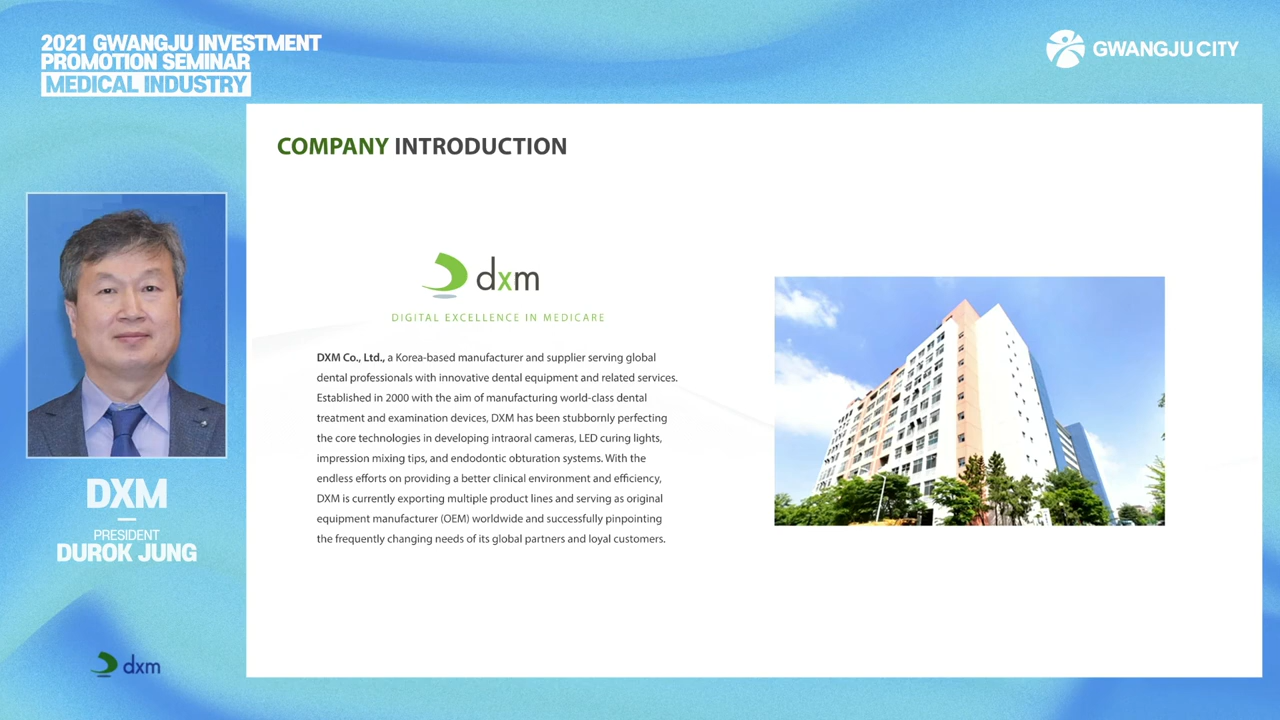 2021 GWANGJU INVESTMENT
PROMOTION SEMINAR
MEDICAL INDUSTRY
GWANGJU CITY
COMPANY INTRODUCTION
dxm
DIGITAL EXCELLENCE IN MEDICARE
DXM Co., Ltd., a Korea-based manufacturer and supplier serving global
dental professionals with innovative dental equipment and related services.
Established in 2000 with the aim of manufacturing world-class dental
treatment and examination devices, DXM has been stubbornly perfecting
the core technologies in developing intraoral cameras, LED curing lights,
impression mixing tips, and endodontic obturation systems. With the
endless efforts on providing a better clinical environment and efficiency,
DXM is currently exporting multiple product lines and serving as original
equipment manufacturer (OEM) worldwide and successfully pinpointing
the frequently changing needs of its global partners and loyal customers.
DXM
PRESIDENT
DUROK JUNG
dxm